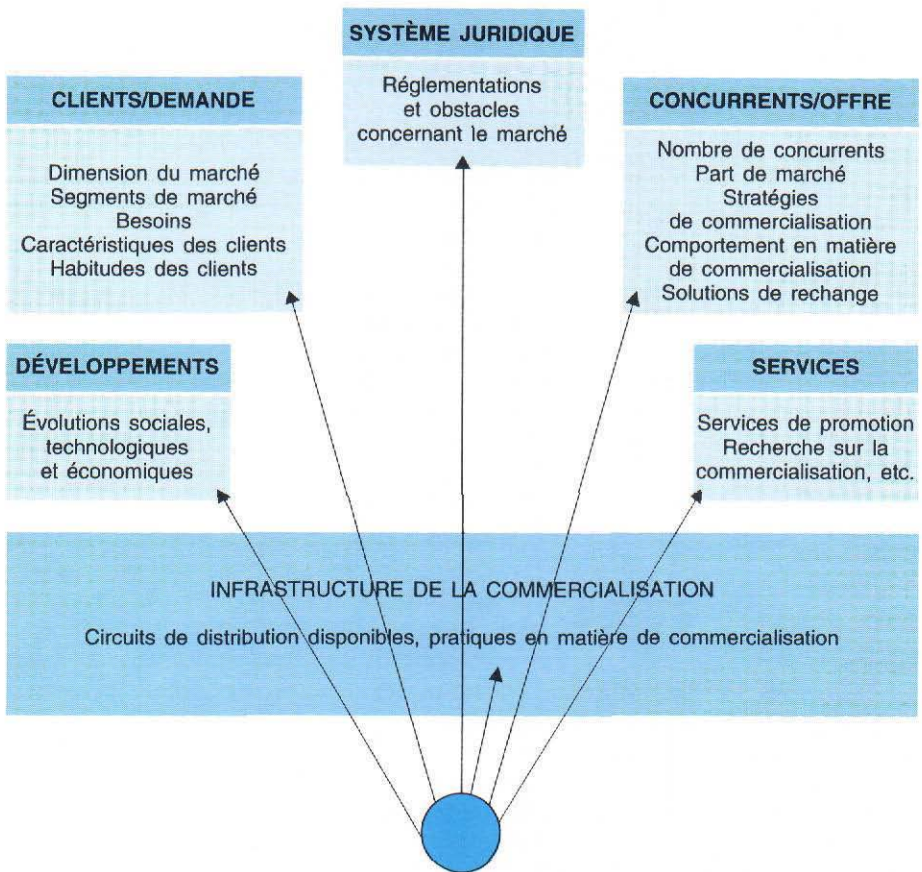 SYSTÈME JURIDIQUE
Réglementations
et obstacles
concernant le marché
CLIENTS/DEMANDE
Dimension du marché
Segments de marché
Besoins
Caractéristiques des clients
Habitudes des clients
CONCURRENTS/OFFRE
Nombre de concurrents
Part de marché
Stratégies
de commercialisation
Comportement en matière
de commercialisation
Solutions de rechange
DÉVELOPPEMENTS
Évolutions sociales,
technologiques
et économiques
SERVICES
Services de promotion
Recherche sur la
commercialisation, etc.
INFRASTRUCTURE DE LA COMMERCIALISATION
Circuits de distribution disponibles, pratiques en matière de commercialisation